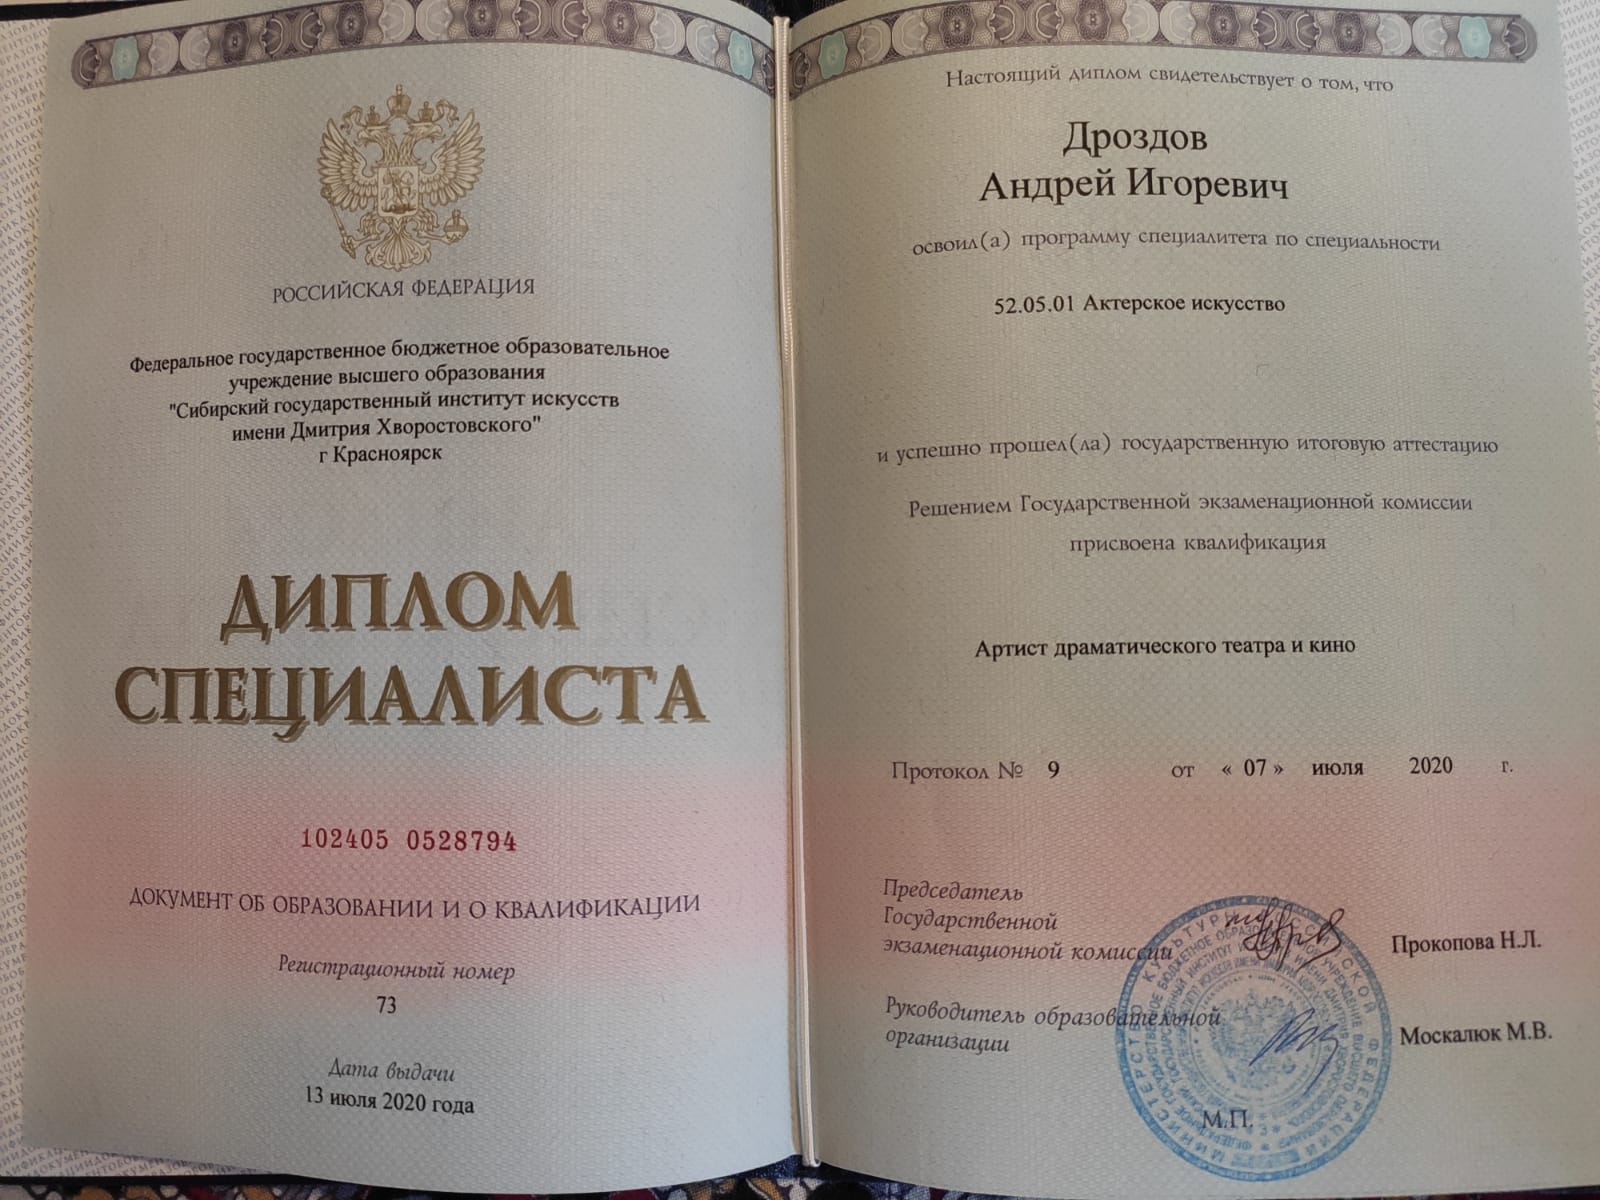 РОССИЙСКАЯ ФЕДЕРАЦИЯ
Федеральное государственное бюджетное образовательное
учреждение высшего образования
"Сибирский государственный институт искусств
имени Дмитрия Хворостовского"
г Красноярск
ДИПЛОМ
СПЕЦИАЛИСТА
102405 0528794
ДОКУМЕНТ ОБ ОБРАЗОВАНИИ И О КВАЛИФИКАЦИИ
Регистрационный номер
73
Дата выдачи
13 июля 2020 года
Настоящий диплом свидетельствует о том, что
Дроздов
Андрей Игоревич
освоил(а) программу специалитета по специальности
52.05.01 Актерское искусство
и успешно прошел(ла) государственную итоговую аттестацию
Решением Государственной экзаменационной комиссии
присвоена квалификация
Артист драматического театра и кино
Протокол № 9 от « 07 » июля 2020 г.
Председатель
Государственной
экзаменационной комиссии
Прокопова Н.Л.
Руководитель образовательной
организации
Москалюк М.В.
М.П.
МИНИСТЕРСТВО КУЛЬТУРЫ РОССИЙСКОЙ ФЕДЕРАЦИИ